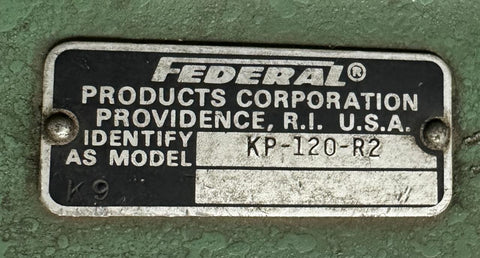 FEDERAL®
PRODUCTS CORPORATION
PROVIDENCE, R.I. U.S.A.
IDENTIFY
AS MODEL KP-120-R2
K9